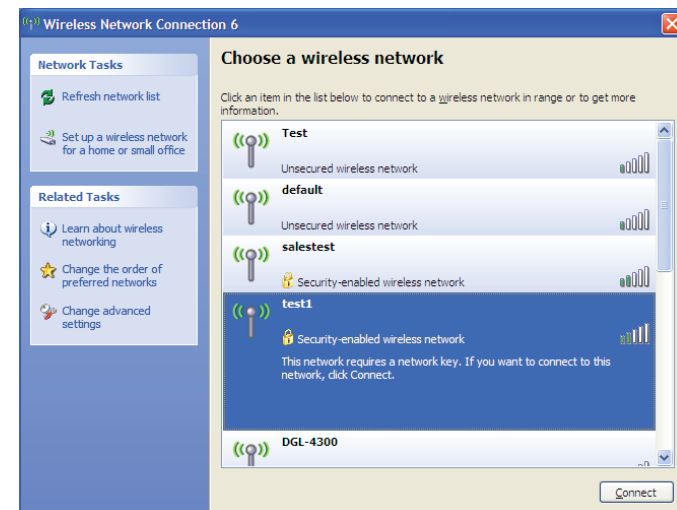 Wireless Network Connection 6
Network Tasks
Refresh network list
Set up a wireless network
for a home or small office
Related Tasks
Learn about wireless
networking
Change the order of
preferred networks
Change advanced
settings
Choose a wireless network
Click an item in the list below to connect to a wireless network in range or to get more
information.
Test
Unsecured wireless network
default
Unsecured wireless network
salestest
Security-enabled wireless network
test1
Security-enabled wireless network
This network requires a network key. If you want to connect to this
network, click Connect.
DGL-4300
Connect